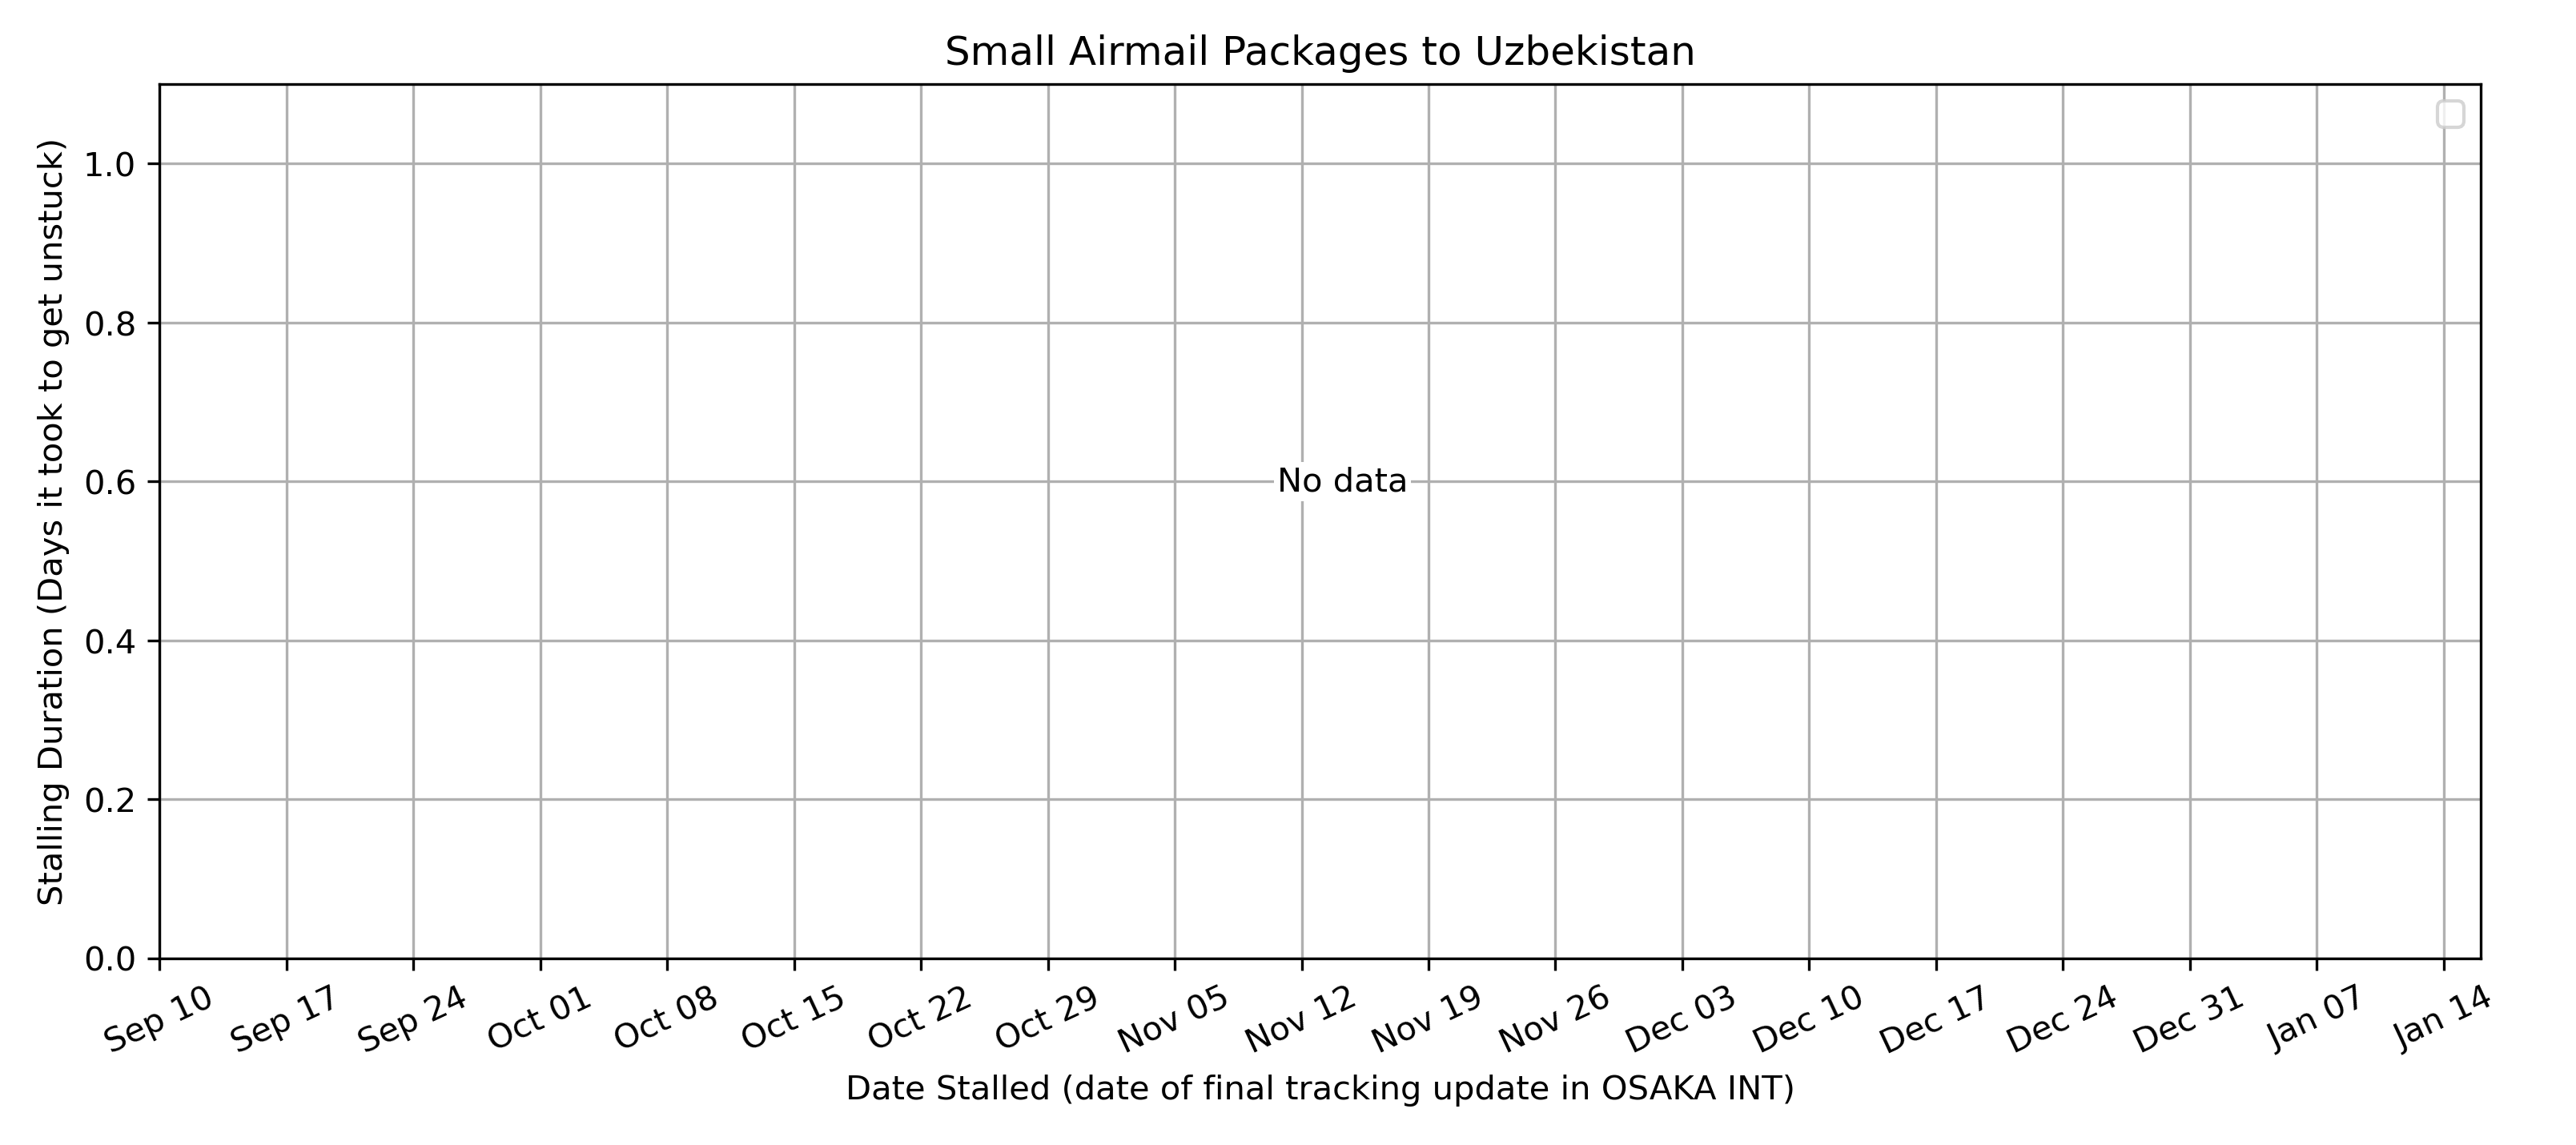 Small Airmail Packages to Uzbekistan
Stalling Duration (Days it took to get unstuck)
1.0
0.8
0.6
0.4
0.2
0.0
No data
Sep 10
Sep 17
Sep 24
Oct 01
Oct 08
Oct 15
Oct 22
Oct 29
Nov 05
Nov 12
Nov 19
Nov 26
Dec 03
Dec 10
Dec 17
Dec 24
Dec 31
Jan 07
Jan 14
Date Stalled (date of final tracking update in OSAKA INT)